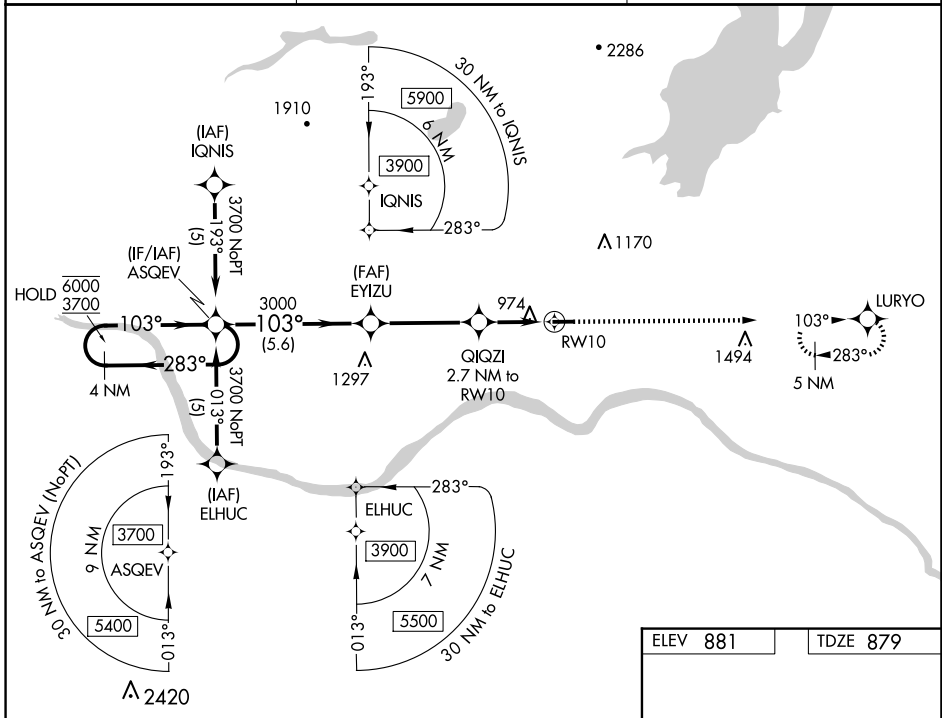 2286
193°
30 NM to IQNIS
5900
1910
6 NM
(IAF)
IQNIS
3900
IQNIS
3700 NoPT
193°
(5)
283°
1170
(IF/IAF)
ASQEV
(FAF)
EYIZU
HOLD 6000
3700
974
LURYO
103°
3000
103°
(5.6)
103°
RW10
283°
1297
QIQZI
2.7 NM to
RW10
1494
283°
4 NM
5 NM
3700 NoPT
013°
(5)
30 NM to ASQEV (NoPT)
193°
(IAF)
ELHUC
283°
ELHUC
9 NM
3700
ASQEV
3900
7 NM
5400
013°
5500
013°
30 NM to ELHUC
2420
ELEV 881
TDZE 879